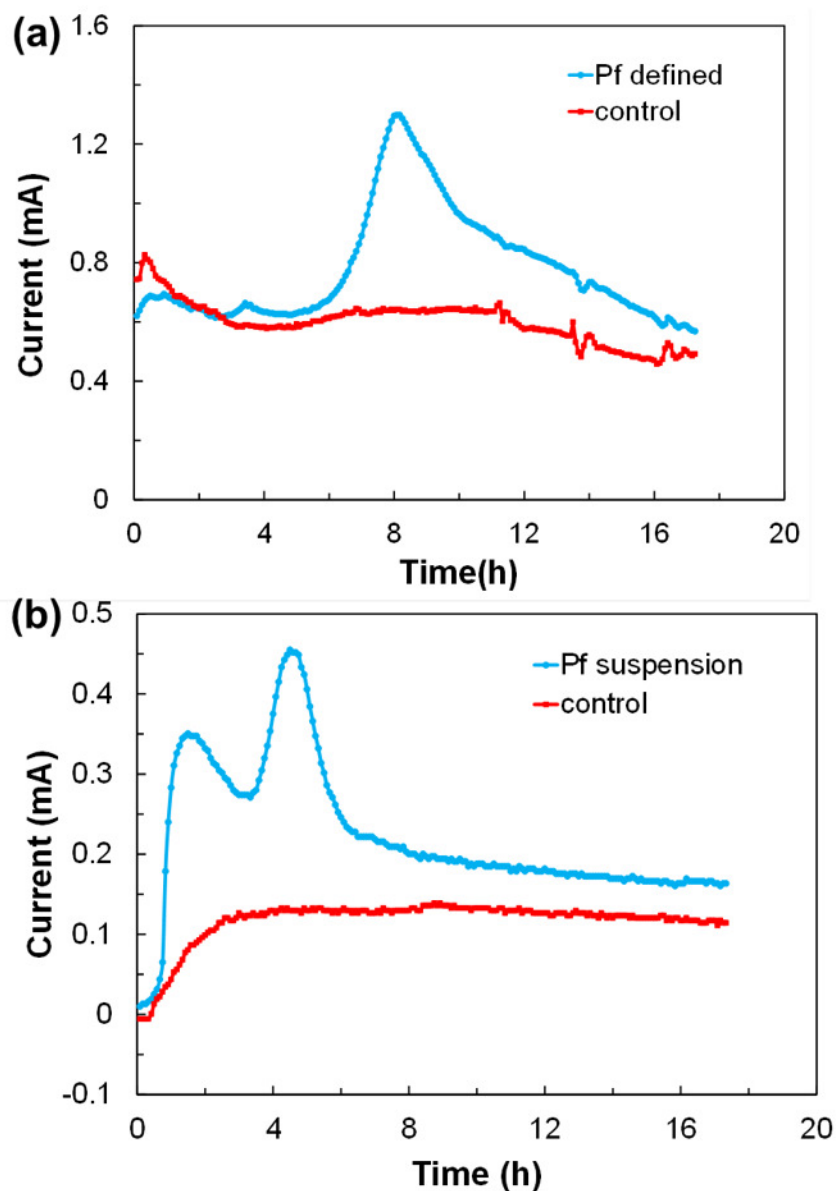 (a)
1.6
1.2
0.8
0.4
0
Current (mA)
Pf defined
control
0 4 8 12 16 20
Time(h)
(b)
0.5
0.4
0.3
0.2
0.1
0
-0.1
Current (mA)
Pf suspension
control
0 4 8 12 16 20
Time (h)